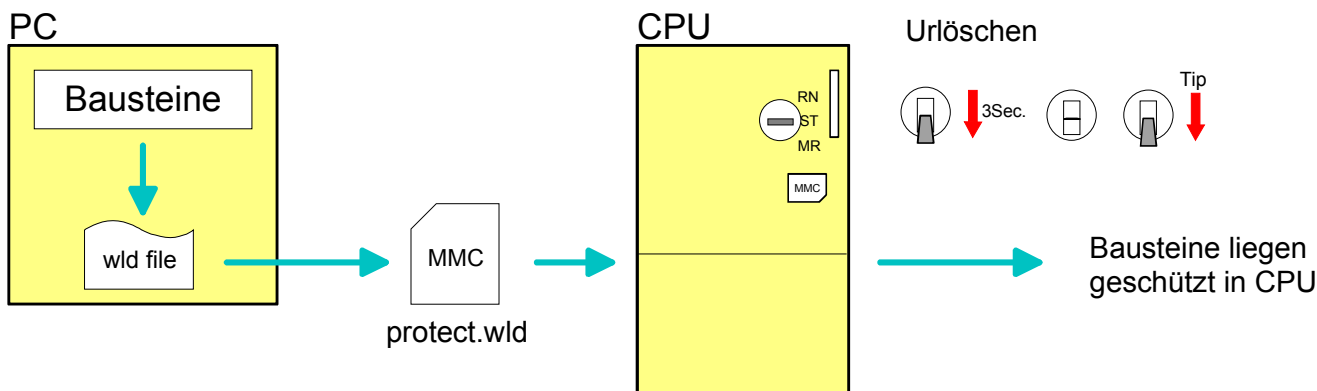 PC
Bausteine
wld file
MMC
protect.wld
CPU
RN
ST
MR
MMC
Urlöschen
3Sec.
Tip
Bausteine liegen
geschützt in CPU